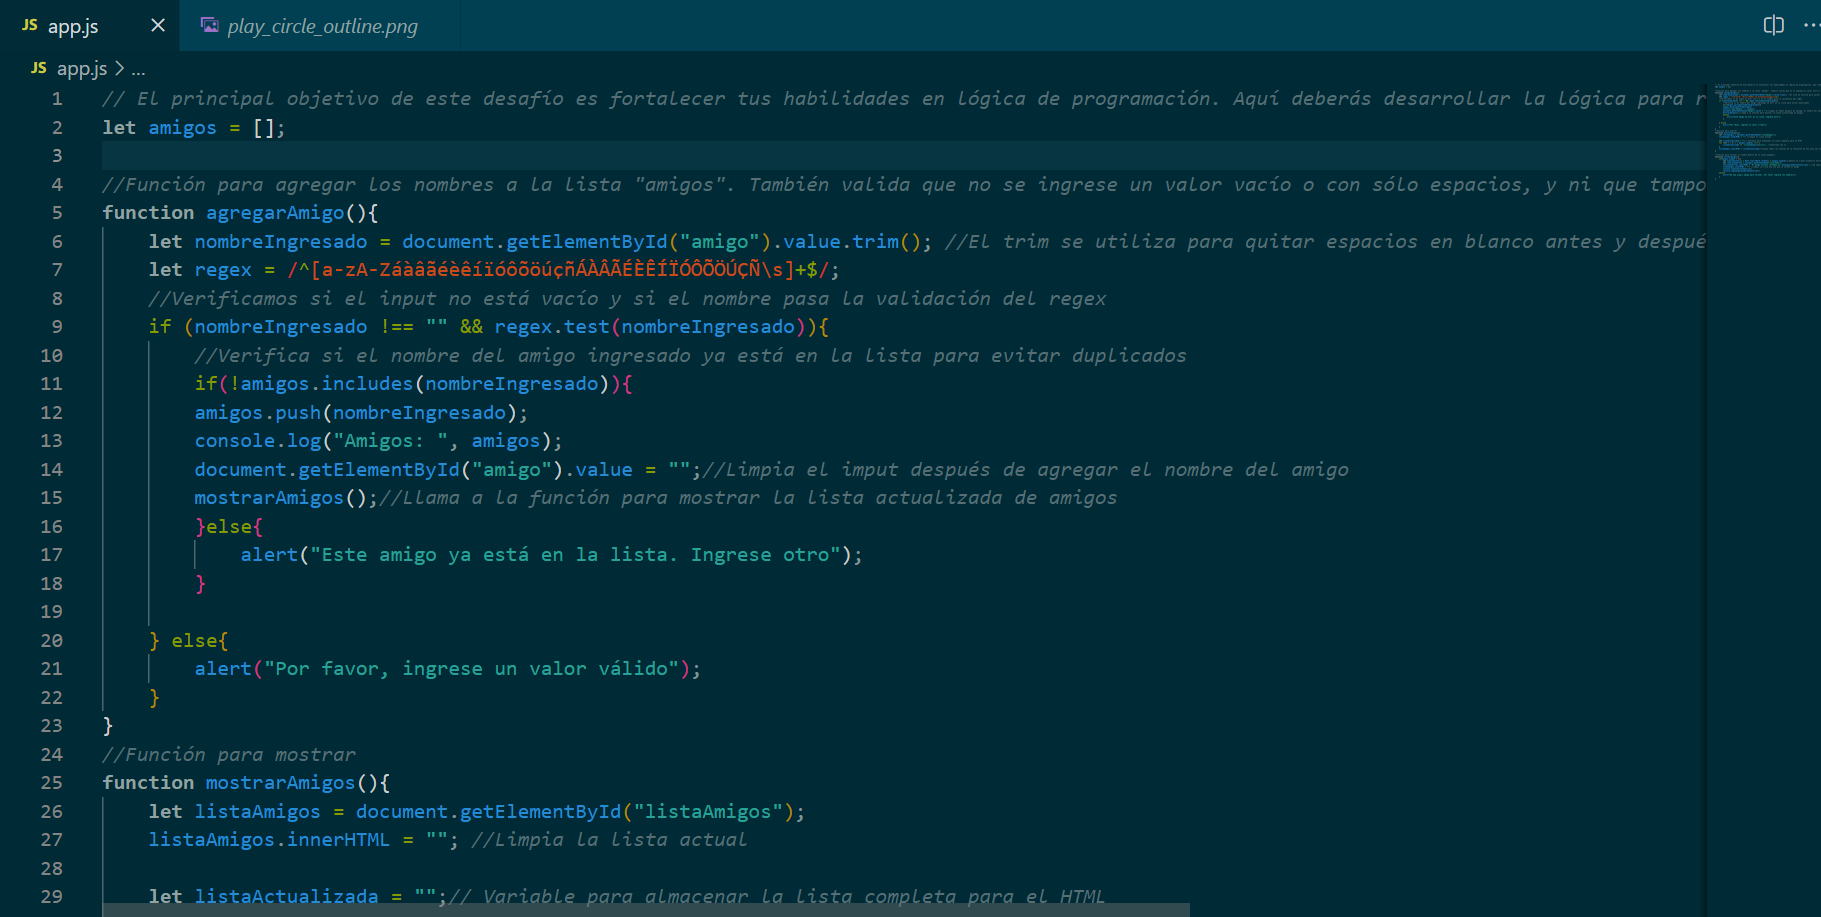 JS app.js × play_circle_outline.png
JS app.js > ...
1 // El principal objetivo de este desafío es fortalecer tus habilidades en lógica de programación. Aquí deberás desarrollar la lógica para r
2 let amigos = [];
3
4 //Función para agregar los nombres a la lista "amigos". También valida que no se ingrese un valor vacío o con sólo espacios, y ni que tampo
5 function agregarAmigo(){
6 let nombreIngresado = document.getElementById("amigo").value.trim(); //El trim se utiliza para quitar espacios en blanco antes y despué
7 let regex = /^[a-zA-ZáàâãéèêíïóôõöúçñÁÀÂÃÉÈÊÍÏÓÔÕÖÚÇÑ\s]+$/;
8 //Verificamos si el input no está vacío y si el nombre pasa la validación del regex
9 if (nombreIngresado !== "" && regex.test(nombreIngresado)){
10 //Verifica si el nombre del amigo ingresado ya está en la lista para evitar duplicados
11 if(!amigos.includes(nombreIngresado)){
12 amigos.push(nombreIngresado);
13 console.log("Amigos: ", amigos);
14 document.getElementById("amigo").value = "";//Limpia el imput después de agregar el nombre del amigo
15 mostrarAmigos();//Llama a la función para mostrar la lista actualizada de amigos
16 }else{
17 alert("Este amigo ya está en la lista. Ingrese otro");
18 }
19
20 } else{
21 alert("Por favor, ingrese un valor válido");
22 }
23 }
24 //Función para mostrar
25 function mostrarAmigos(){
26 let listaAmigos = document.getElementById("listaAmigos");
27 listaAmigos.innerHTML = ""; //Limpia la lista actual
28
29 let listaActualizada = "";// Variable para almacenar la lista completa para el HTML